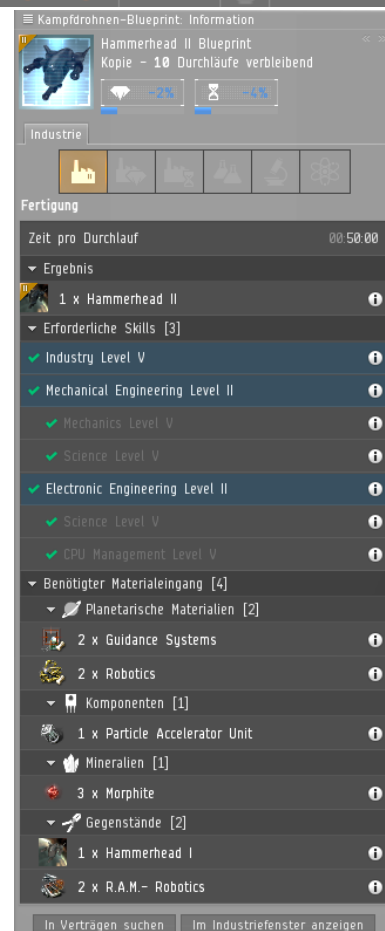 Kampfdrohnen-Blueprint: Information
Hammerhead II Blueprint
Kopie - 10 Durchläufe verbleibend
-2% -4%
Industrie
Fertigung
Zeit pro Durchlauf 00:50:00
Ergebnis
1 x Hammerhead II
Erforderliche Skills [3]
Industry Level V
Mechanical Engineering Level II
Mechanics Level V
Science Level V
Electronic Engineering Level II
Science Level V
CPU Management Level V
Benötigter Materialeingang [4]
Planetarische Materialien [2]
2 x Guidance Systems
2 x Robotics
Komponenten [1]
1 x Particle Accelerator Unit
Mineralien [1]
3 x Morphite
Gegenstände [2]
1 x Hammerhead I
2 x R.A.M.- Robotics
In Verträgen suchen Im Industriefenster anzeigen